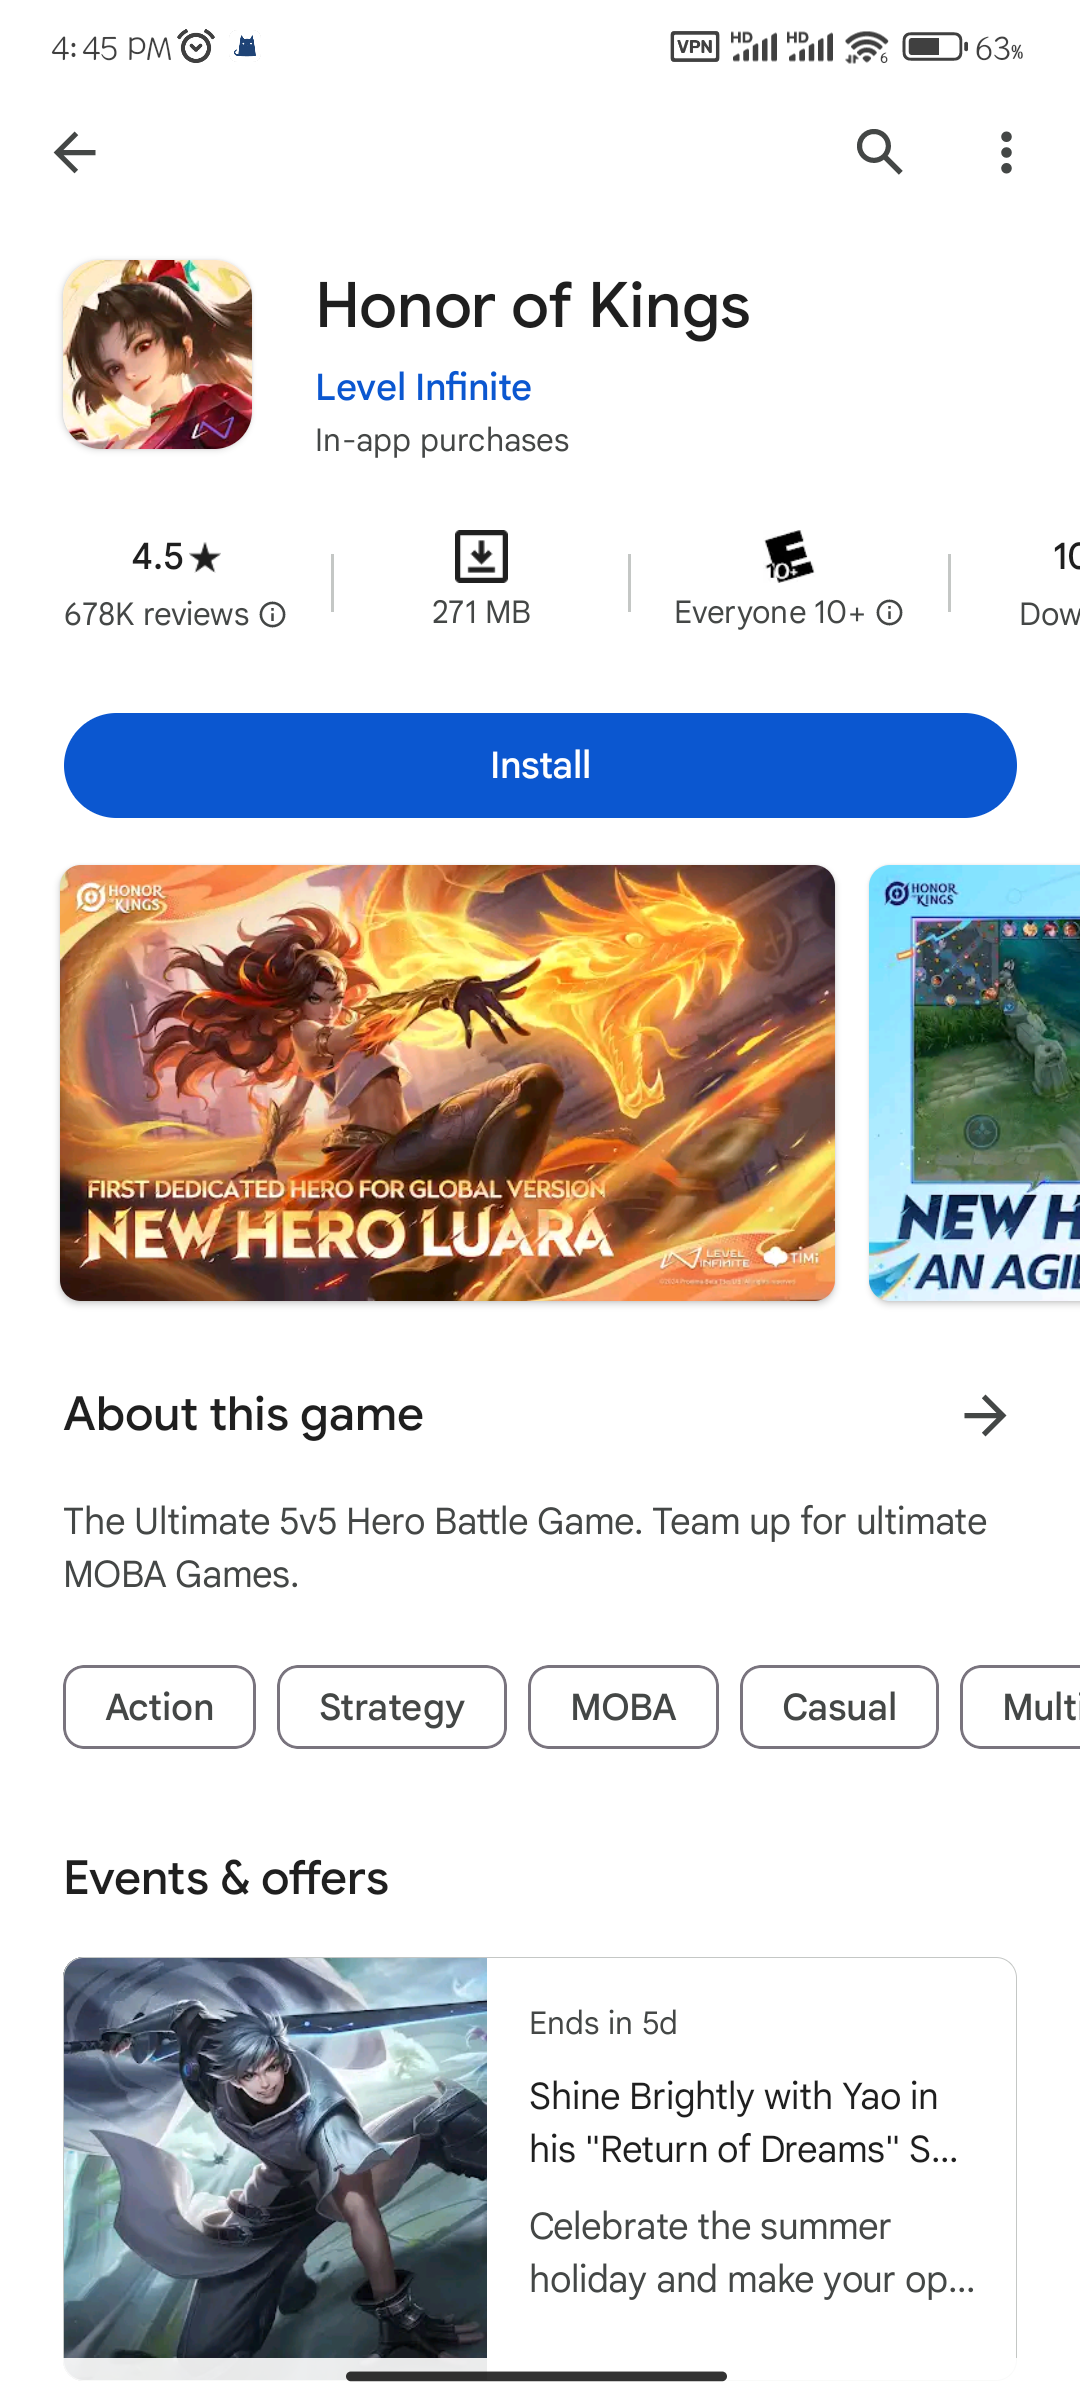 4:45 PM
VPN HD HD 6 63%
Honor of Kings
Level Infinite
In-app purchases
4.5★
678K reviews
271 MB
10+
Everyone 10+
10
Dow
Install
HONOR OF KINGS
FIRST DEDICATED HERO FOR GLOBAL VERSION
NEW HERO LUARA
LEVEL INFINITE TiMi
HONOR OF KINGS
NEW H
AN AGIL
About this game
The Ultimate 5v5 Hero Battle Game. Team up for ultimate
MOBA Games.
Action Strategy MOBA Casual Multi
Events & offers
Ends in 5d
Shine Brightly with Yao in
his "Return of Dreams" S...
Celebrate the summer
holiday and make your op...